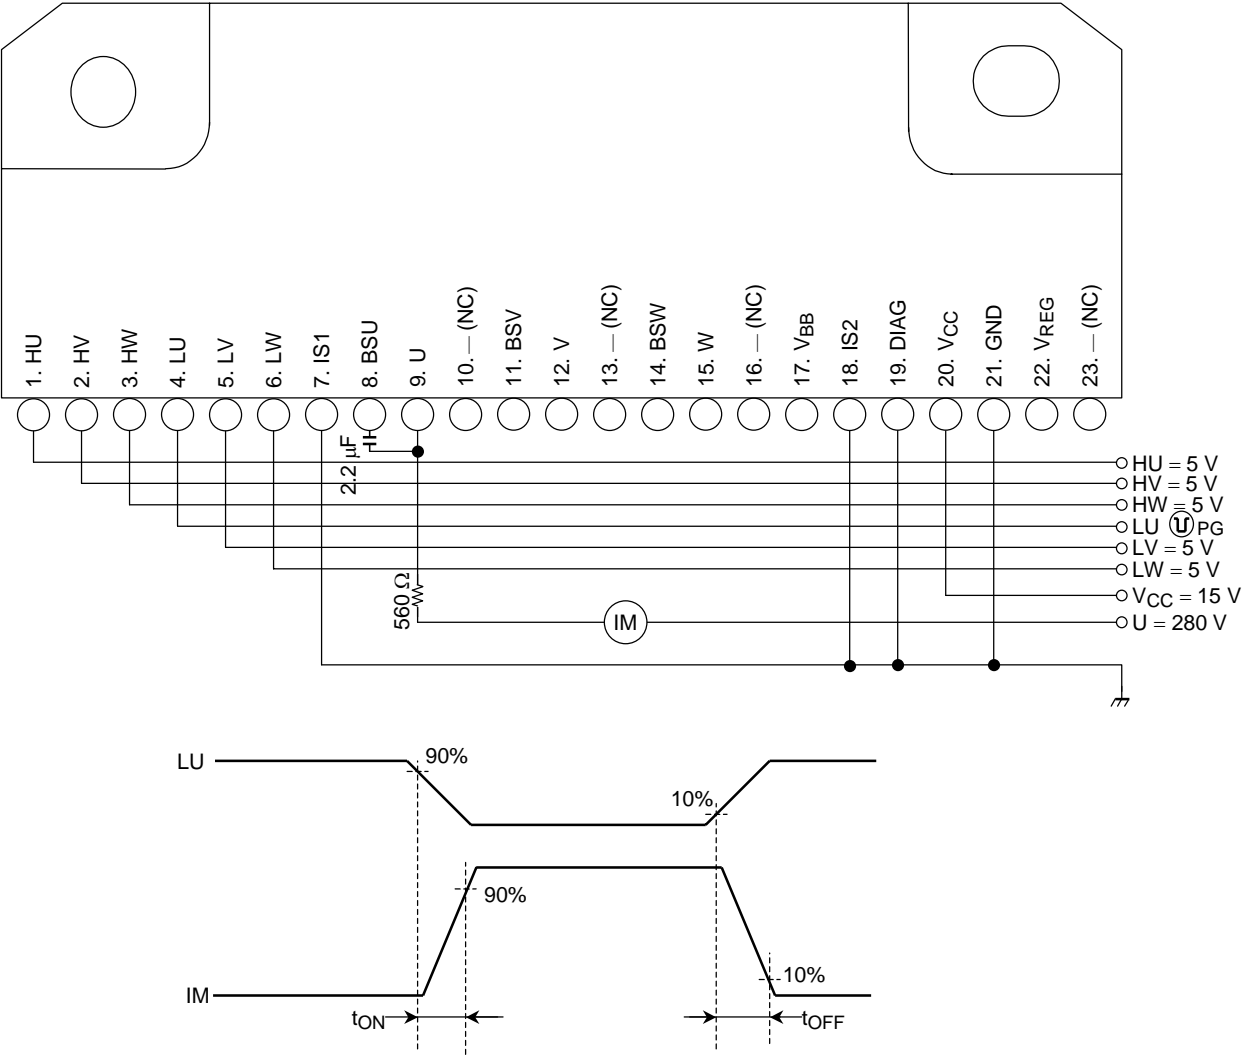 1. HU
2. HV
3. HW
4. LU
5. LV
6. LW
7. IS1
8. BSU
9. U
10. — (NC)
11. BSV
12. V
13. — (NC)
14. BSW
15. W
16. — (NC)
17. VBB
18. IS2
19. DIAG
20. VCC
21. GND
22. VREG
23. — (NC)
2.2 μF
HU = 5 V
HV = 5 V
HW = 5 V
LU PG
LV = 5 V
LW = 5 V
560 Ω
VCC = 15 V
IM
U = 280 V
LU
90%
10%
90%
10%
IM
tON
tOFF